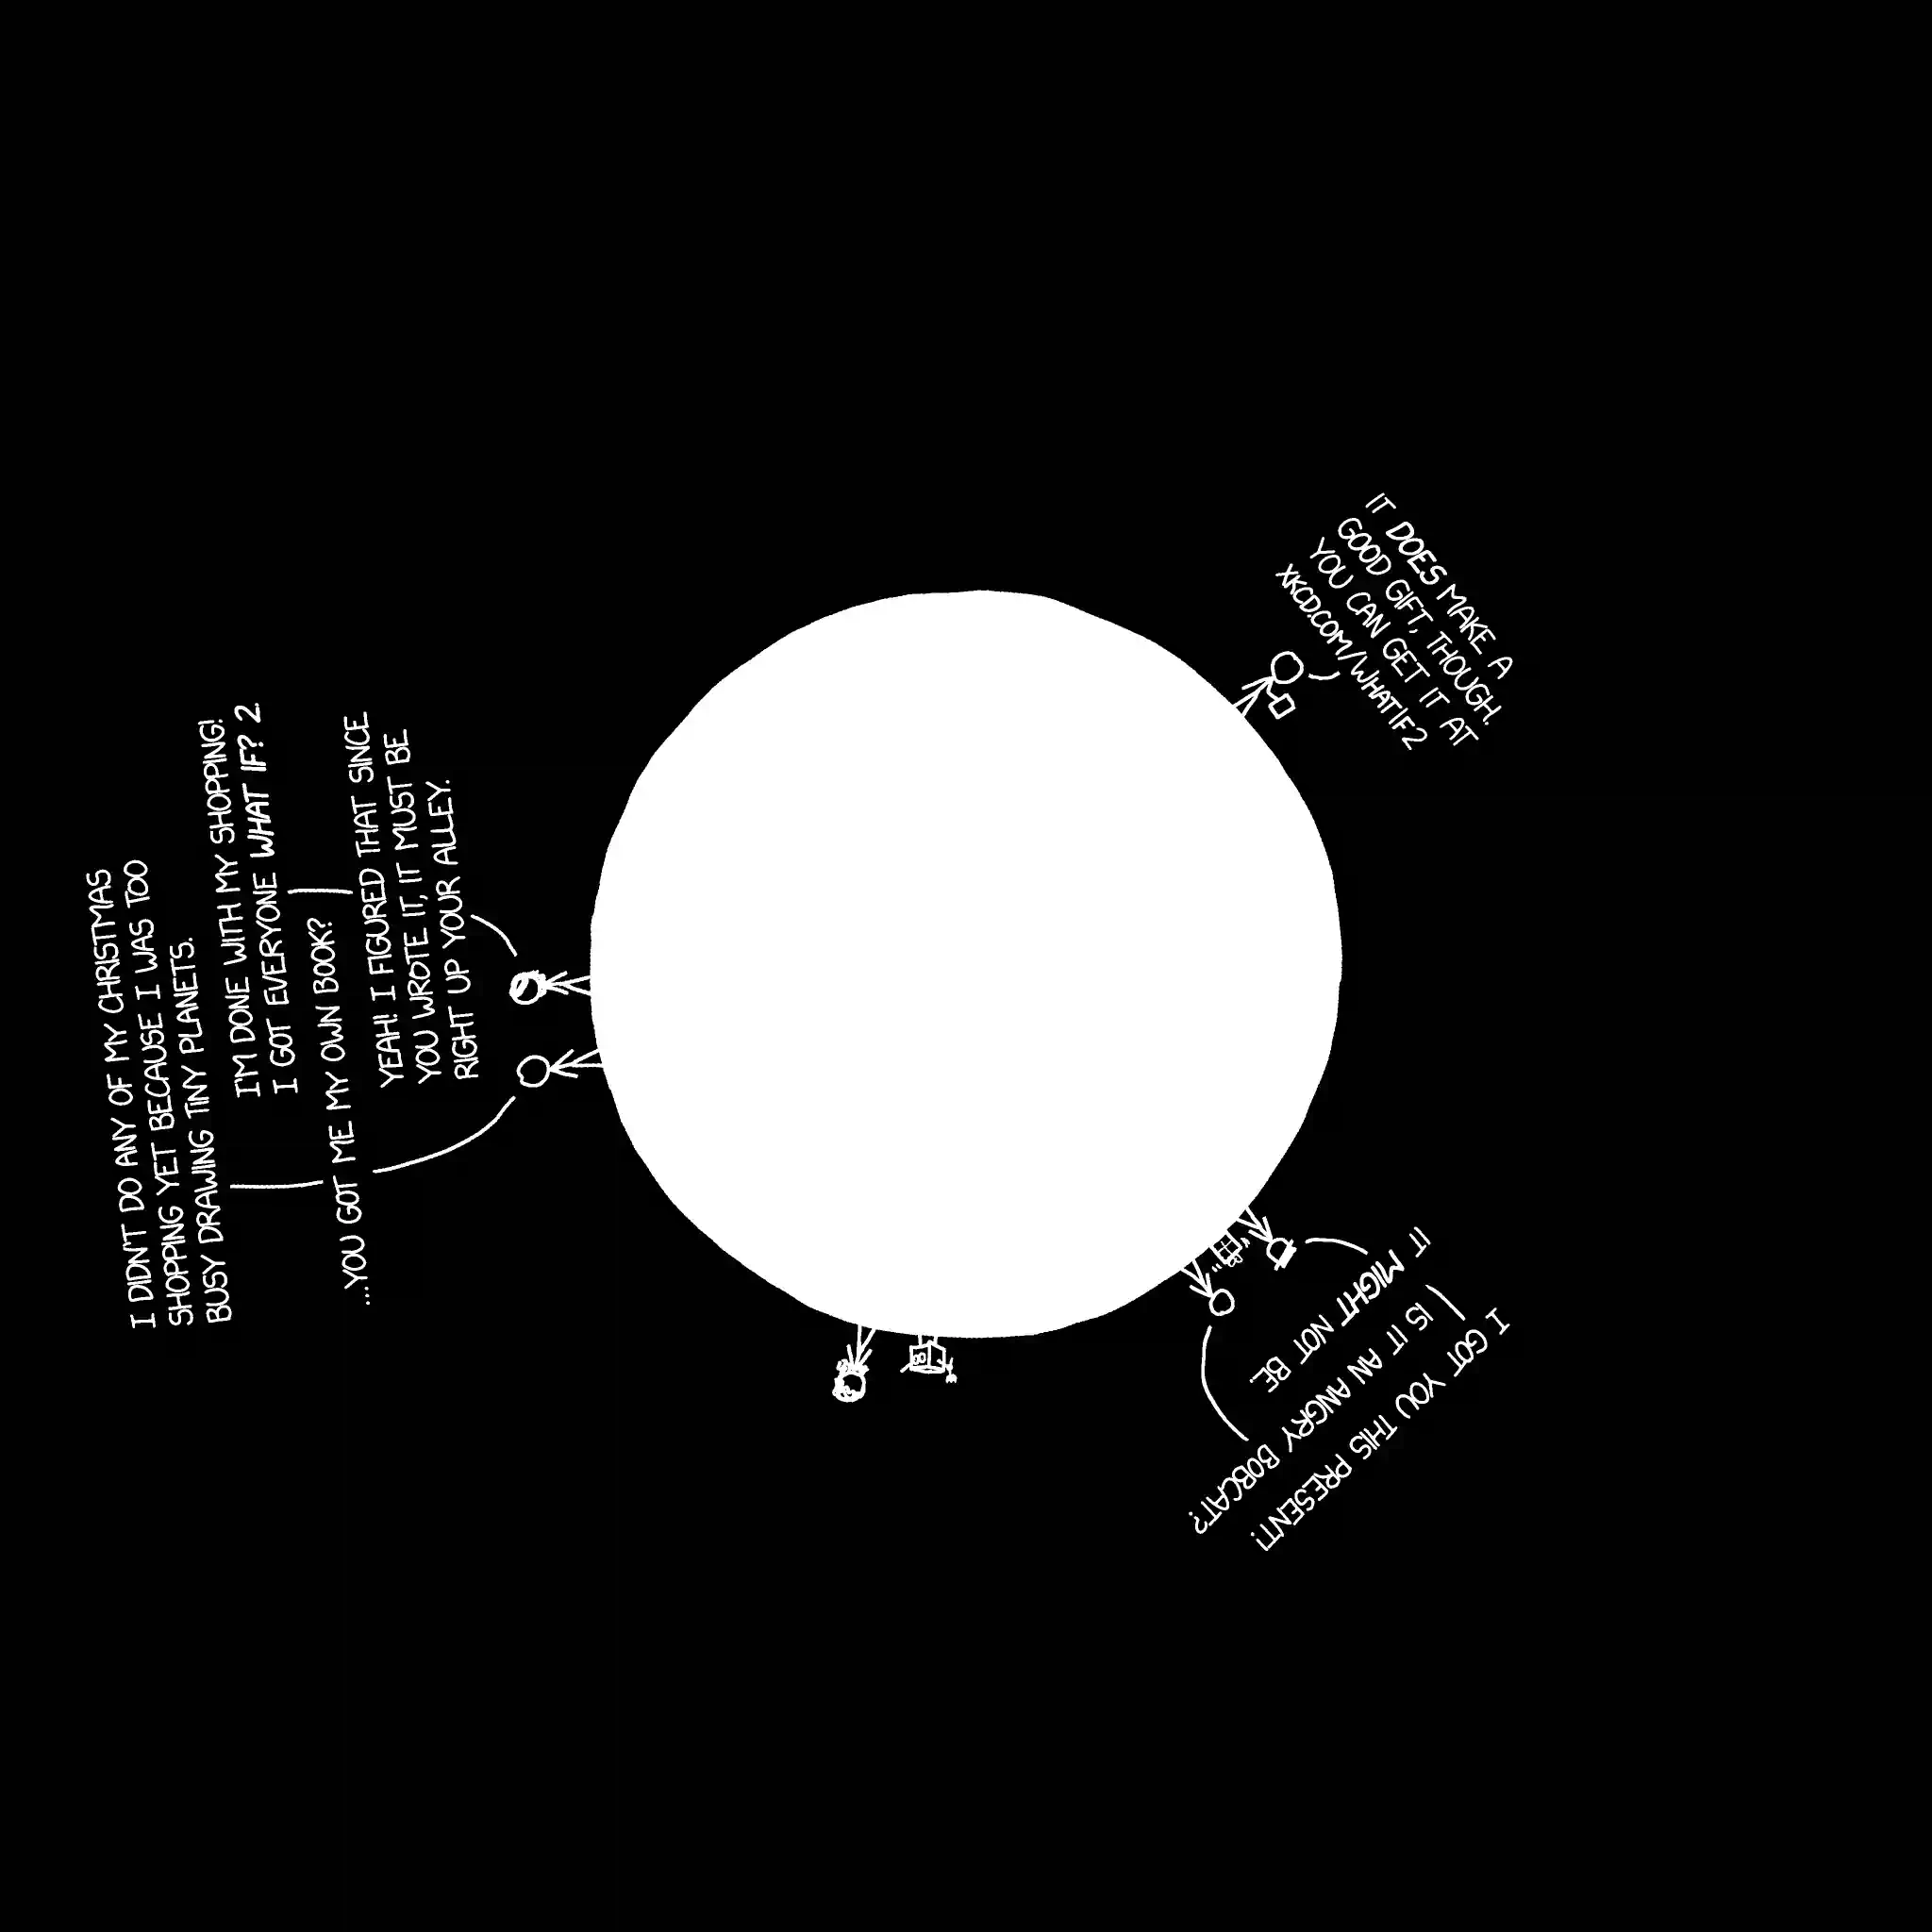 I DIDN'T DO ANY OF MY CHRISTMAS
SHOPPING YET BECAUSE I WAS TOO
BUSY DRAWING TINY PLANETS.
I'M DONE WITH MY SHOPPING!
I GOT EVERYONE WHAT IF? 2.
...YOU GOT ME MY OWN BOOK?
YEAH! I FIGURED THAT SINCE
YOU WROTE IT, IT MUST BE
RIGHT UP YOUR ALLEY.
IT DOES MAKE A
GOOD GIFT, THOUGH.
YOU CAN GET IT AT
XKCD.COM/WHATIF2
I GOT YOU THIS PRESENT!
IS IT AN ANGRY BOBCAT?
IT MIGHT NOT BE.